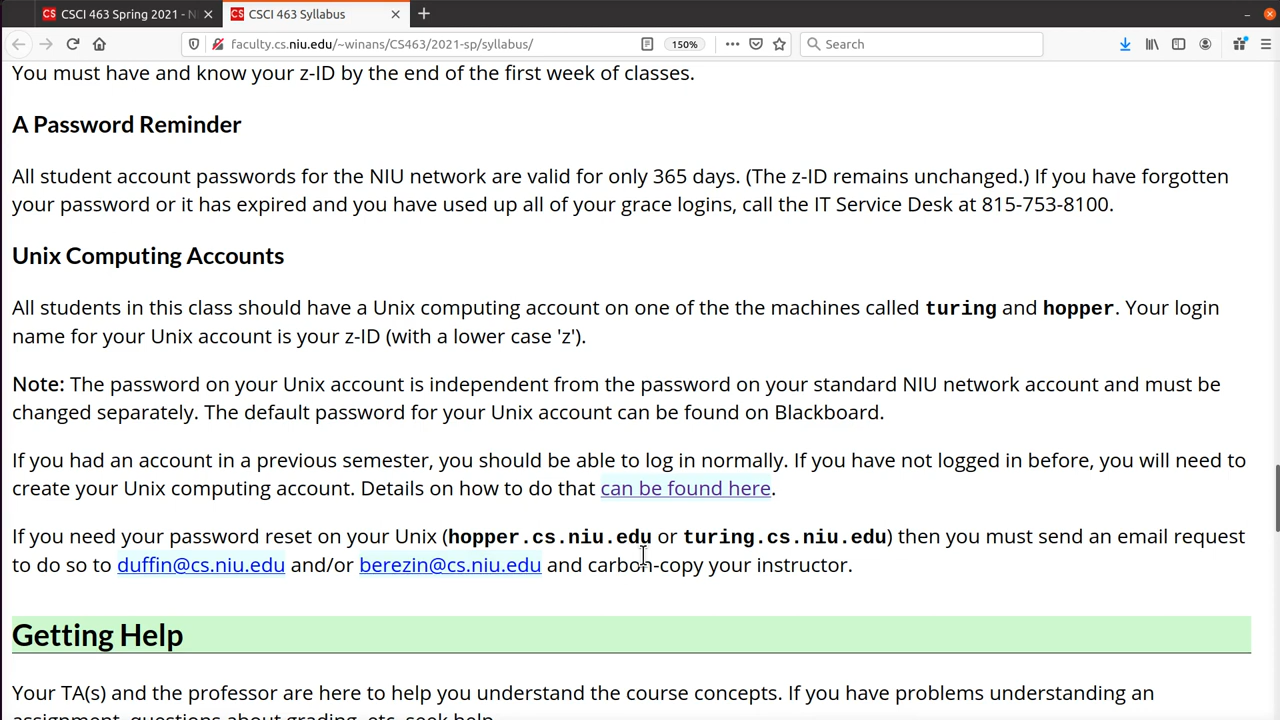 CS CSCI 463 Spring 2021 - N
CS CSCI 463 Syllabus
faculty.cs.niu.edu/~winans/CS463/2021-sp/syllabus/
150%
Search
You must have and know your z-ID by the end of the first week of classes.
A Password Reminder
All student account passwords for the NIU network are valid for only 365 days. (The z-ID remains unchanged.) If you have forgotten
your password or it has expired and you have used up all of your grace logins, call the IT Service Desk at 815-753-8100.
Unix Computing Accounts
All students in this class should have a Unix computing account on one of the the machines called turing and hopper. Your login
name for your Unix account is your z-ID (with a lower case 'z').
Note: The password on your Unix account is independent from the password on your standard NIU network account and must be
changed separately. The default password for your Unix account can be found on Blackboard.
If you had an account in a previous semester, you should be able to log in normally. If you have not logged in before, you will need to
create your Unix computing account. Details on how to do that can be found here.
If you need your password reset on your Unix (hopper.cs.niu.edu or turing.cs.niu.edu) then you must send an email request
to do so to duffin@cs.niu.edu and/or berezin@cs.niu.edu and carbon-copy your instructor.
Getting Help
Your TA(s) and the professor are here to help you understand the course concepts. If you have problems understanding an
assignment, questions about grading, etc. seek help.